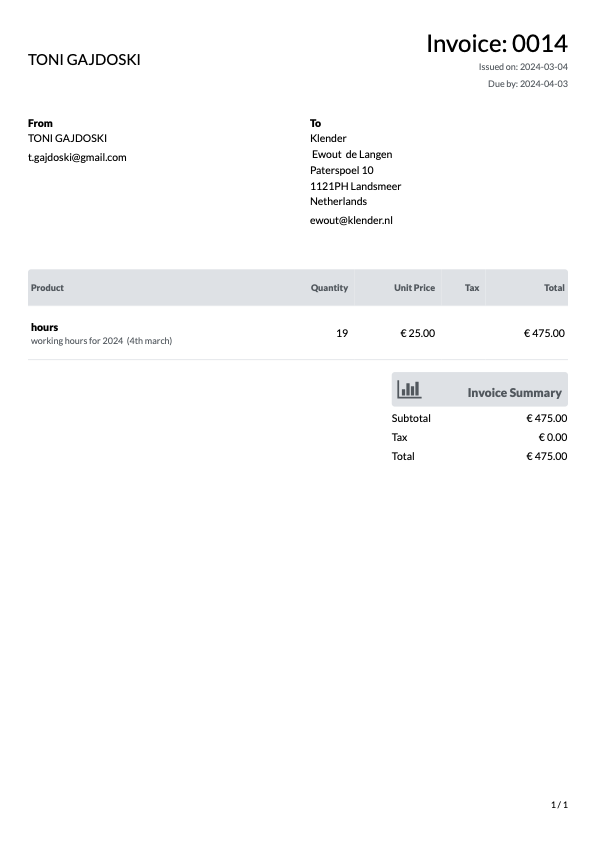 TONI GAJDOSKI
Invoice: 0014
Issued on: 2024-03-04
Due by: 2024-04-03
From
TONI GAJDOSKI
t.gajdoski@gmail.com
To
Klender
Ewout de Langen
Paterspoel 10
1121PH Landsmeer
Netherlands
ewout@klender.nl
Product Quantity Unit Price Tax Total
hours
working hours for 2024 (4th march)
19 € 25.00 € 475.00
Invoice Summary
Subtotal € 475.00
Tax € 0.00
Total € 475.00
1 / 1